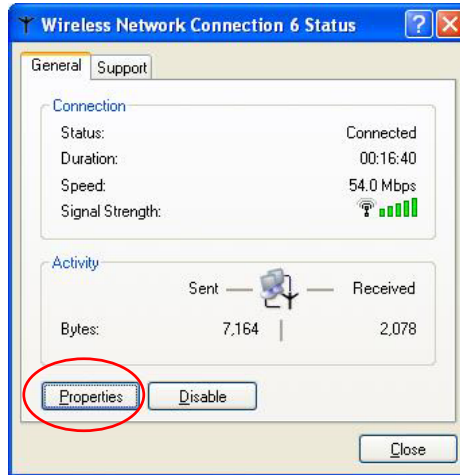 Wireless Network Connection 6 Status
General Support
Connection
Status: Connected
Duration: 00:16:40
Speed: 54.0 Mbps
Signal Strength:
Activity
Sent Received
Bytes: 7,164 2,078
Properties Disable
Close